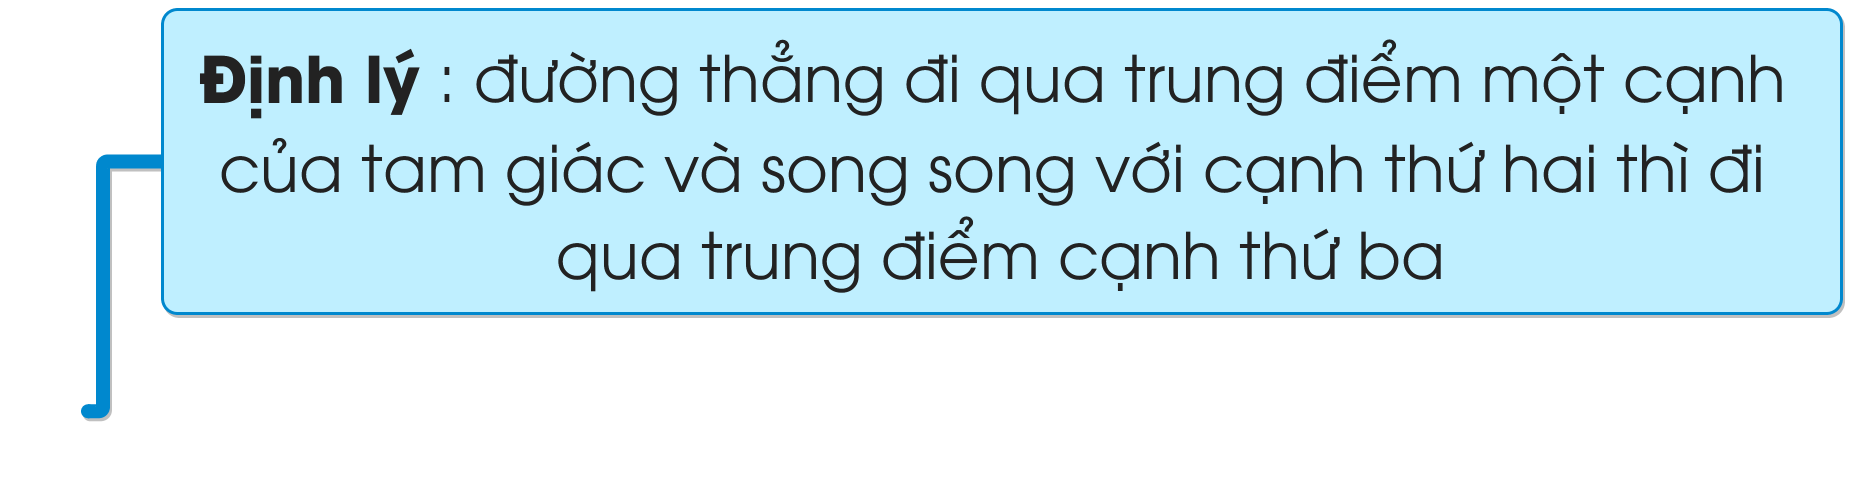 Định lý : đường thẳng đi qua trung điểm một cạnh
của tam giác và song song với cạnh thứ hai thì đi
qua trung điểm cạnh thứ ba